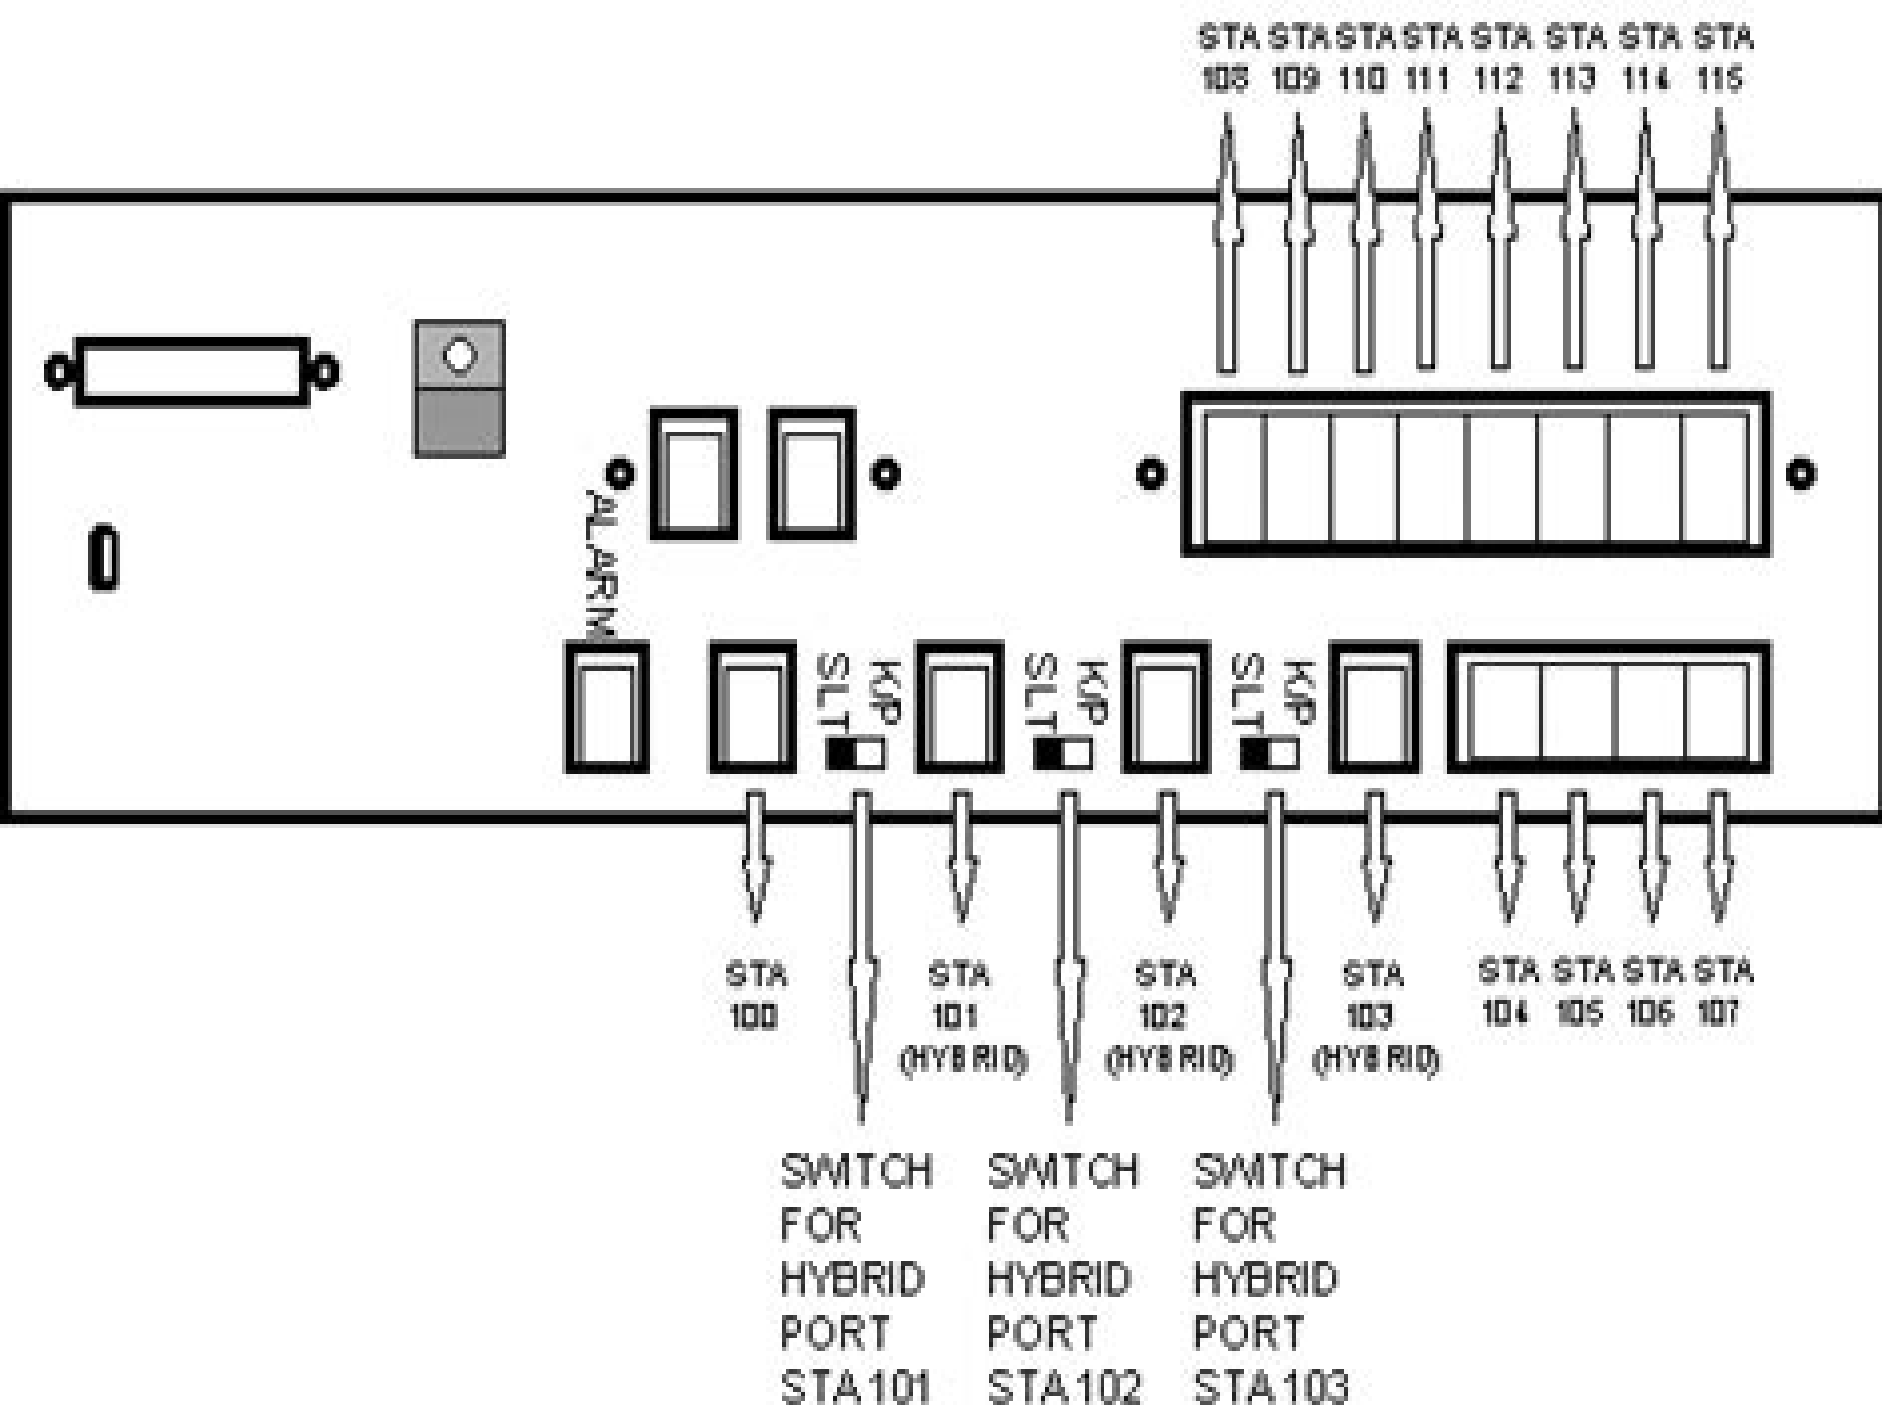 STA STA STA STA STA STA STA STA
108 109 110 111 112 113 114 115
ALARM
SLT K/P SLT K/P SLT K/P
STA STA STA STA STA STA STA STA
100 101 102 103 104 105 106 107
(HYBRID) (HYBRID) (HYBRID)
SWITCH
FOR
HYBRID
PORT
STA 101
SWITCH
FOR
HYBRID
PORT
STA 102
SWITCH
FOR
HYBRID
PORT
STA 103